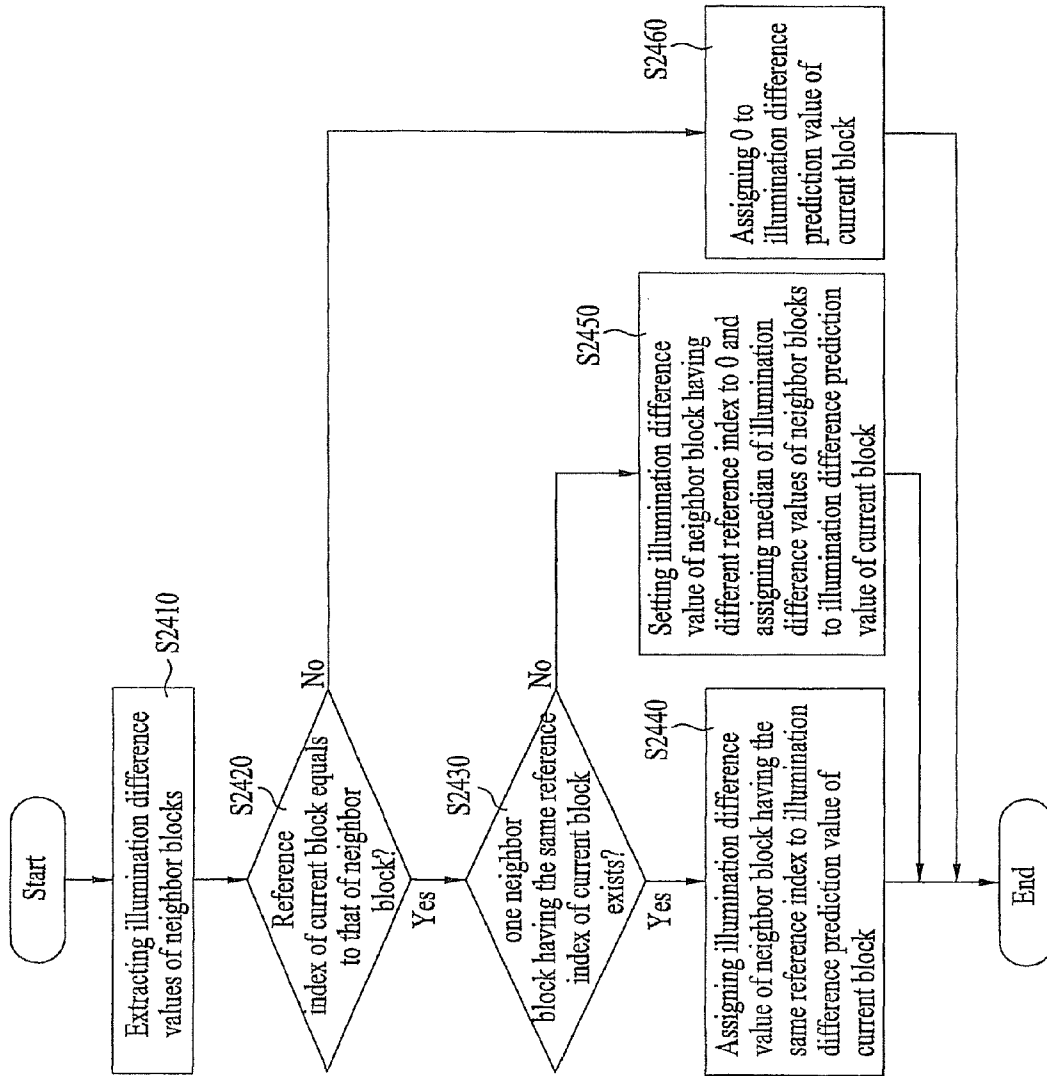 Start
Extracting illumination difference
values of neighbor blocks
S2410
Reference
index of current block equals
to that of neighbor
block?
S2420
No
Yes
one neighbor
block having the same reference
index of current block
exists?
S2430
No
Yes
Assigning illumination difference
value of neighbor block having the
same reference index to illumination
difference prediction value of
current block
S2440
Setting illumination difference
value of neighbor block having
different reference index to 0 and
assigning median of illumination
difference values of neighbor blocks
to illumination difference prediction
value of current block
S2450
Assigning 0 to
illumination difference
prediction value of
current block
S2460
End